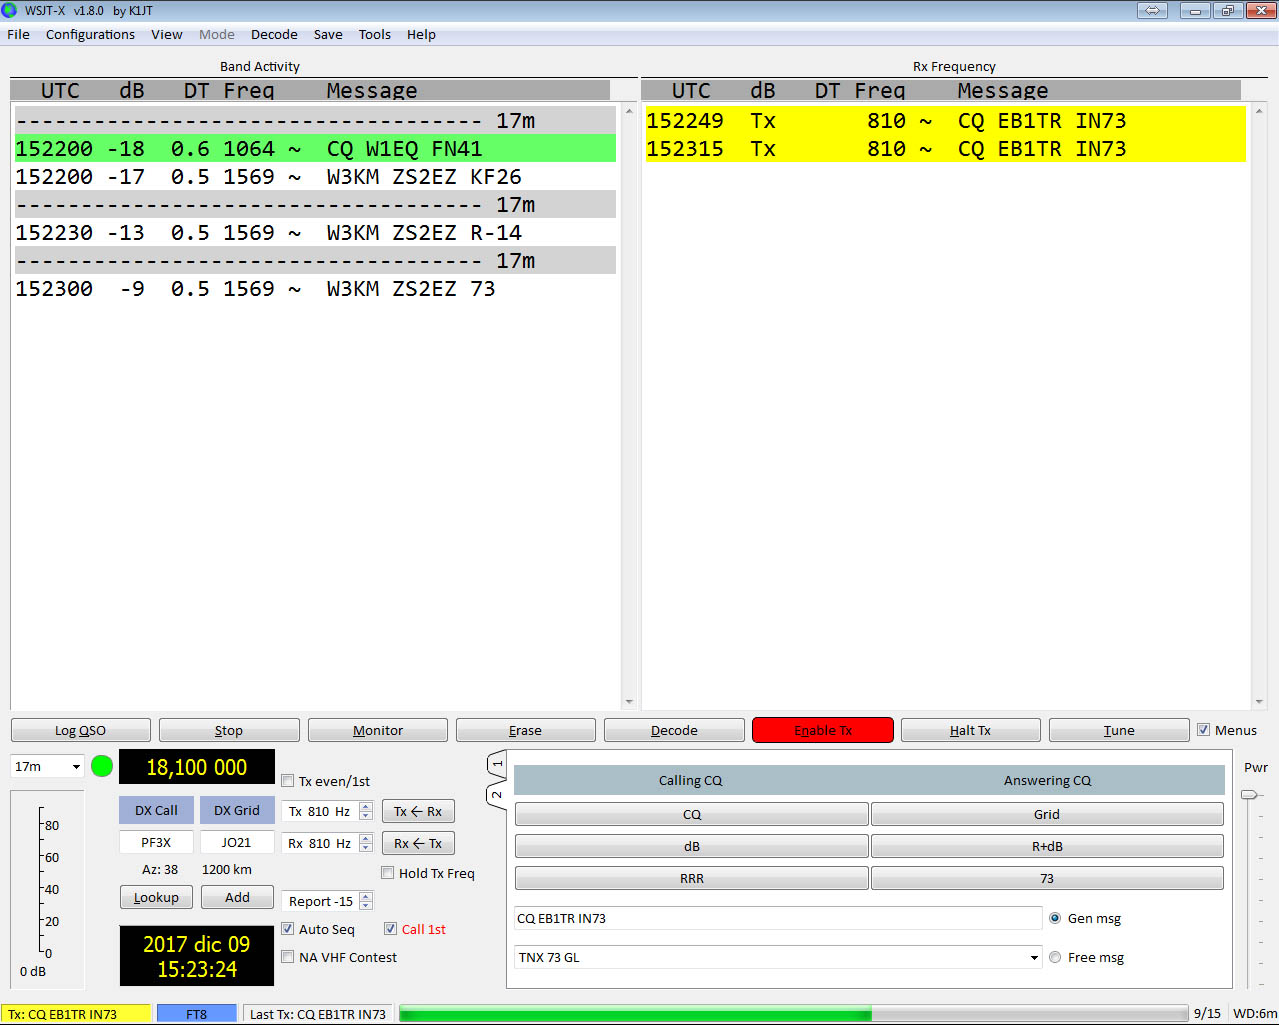 WSJT-X   v1.8.0   by K1JT
File Configurations View Mode Decode Save Tools Help
Band Activity
UTC dB DT Freq Message
------------------------------------ 17m
152200 -18 0.6 1064 ~ CQ W1EQ FN41
152200 -17 0.5 1569 ~ W3KM ZS2EZ KF26
------------------------------------ 17m
152230 -13 0.5 1569 ~ W3KM ZS2EZ R-14
------------------------------------ 17m
152300 -9 0.5 1569 ~ W3KM ZS2EZ 73
Rx Frequency
UTC dB DT Freq Message
152249 Tx 810 ~ CQ EB1TR IN73
152315 Tx 810 ~ CQ EB1TR IN73
Log QSO Stop Monitor Erase Decode Enable Tx Halt Tx Tune Menus
17m
18,100 000
80
60
40
20
0
0 dB
DX Call DX Grid
PF3X JO21
Az: 38 1200 km
Lookup Add
2017 dic 09
15:23:24
Tx even/1st
Tx 810 Hz Tx ← Rx
Rx 810 Hz Rx ← Tx
Hold Tx Freq
Report -15
Auto Seq Call 1st
NA VHF Contest
1
2
Calling CQ Answering CQ
CQ Grid
dB R+dB
RRR 73
CQ EB1TR IN73 Gen msg
TNX 73 GL Free msg
Pwr
Tx: CQ EB1TR IN73 FT8 Last Tx: CQ EB1TR IN73 9/15 WD:6m